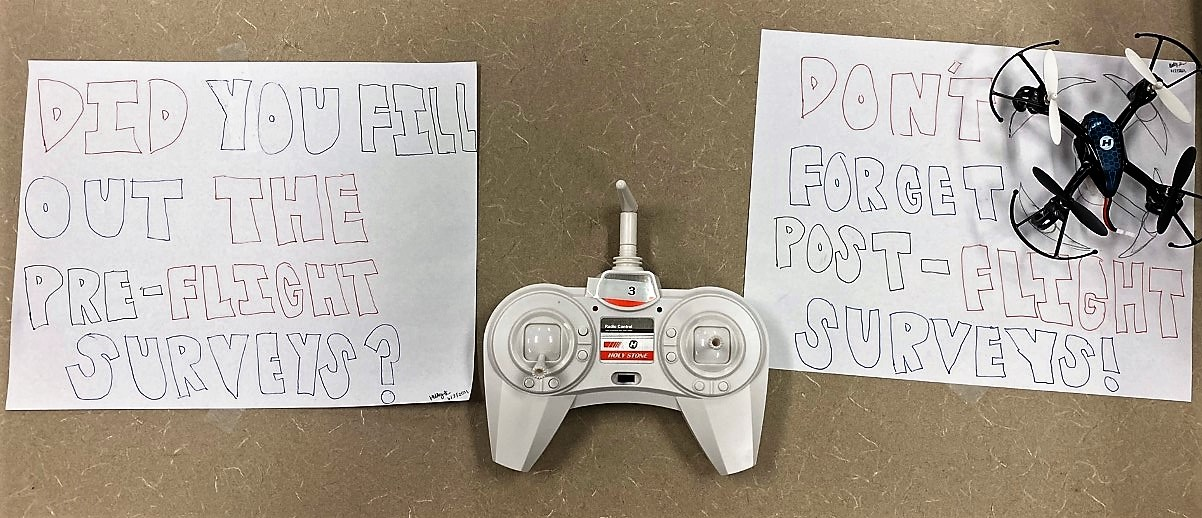 DID YOU FILL
OUT THE
PRE-FLIGHT
SURVEYS?
3
Radio Control
H
HOLY STONE
DON'T
FORGET
POST-FLIGHT
SURVEYS!
H